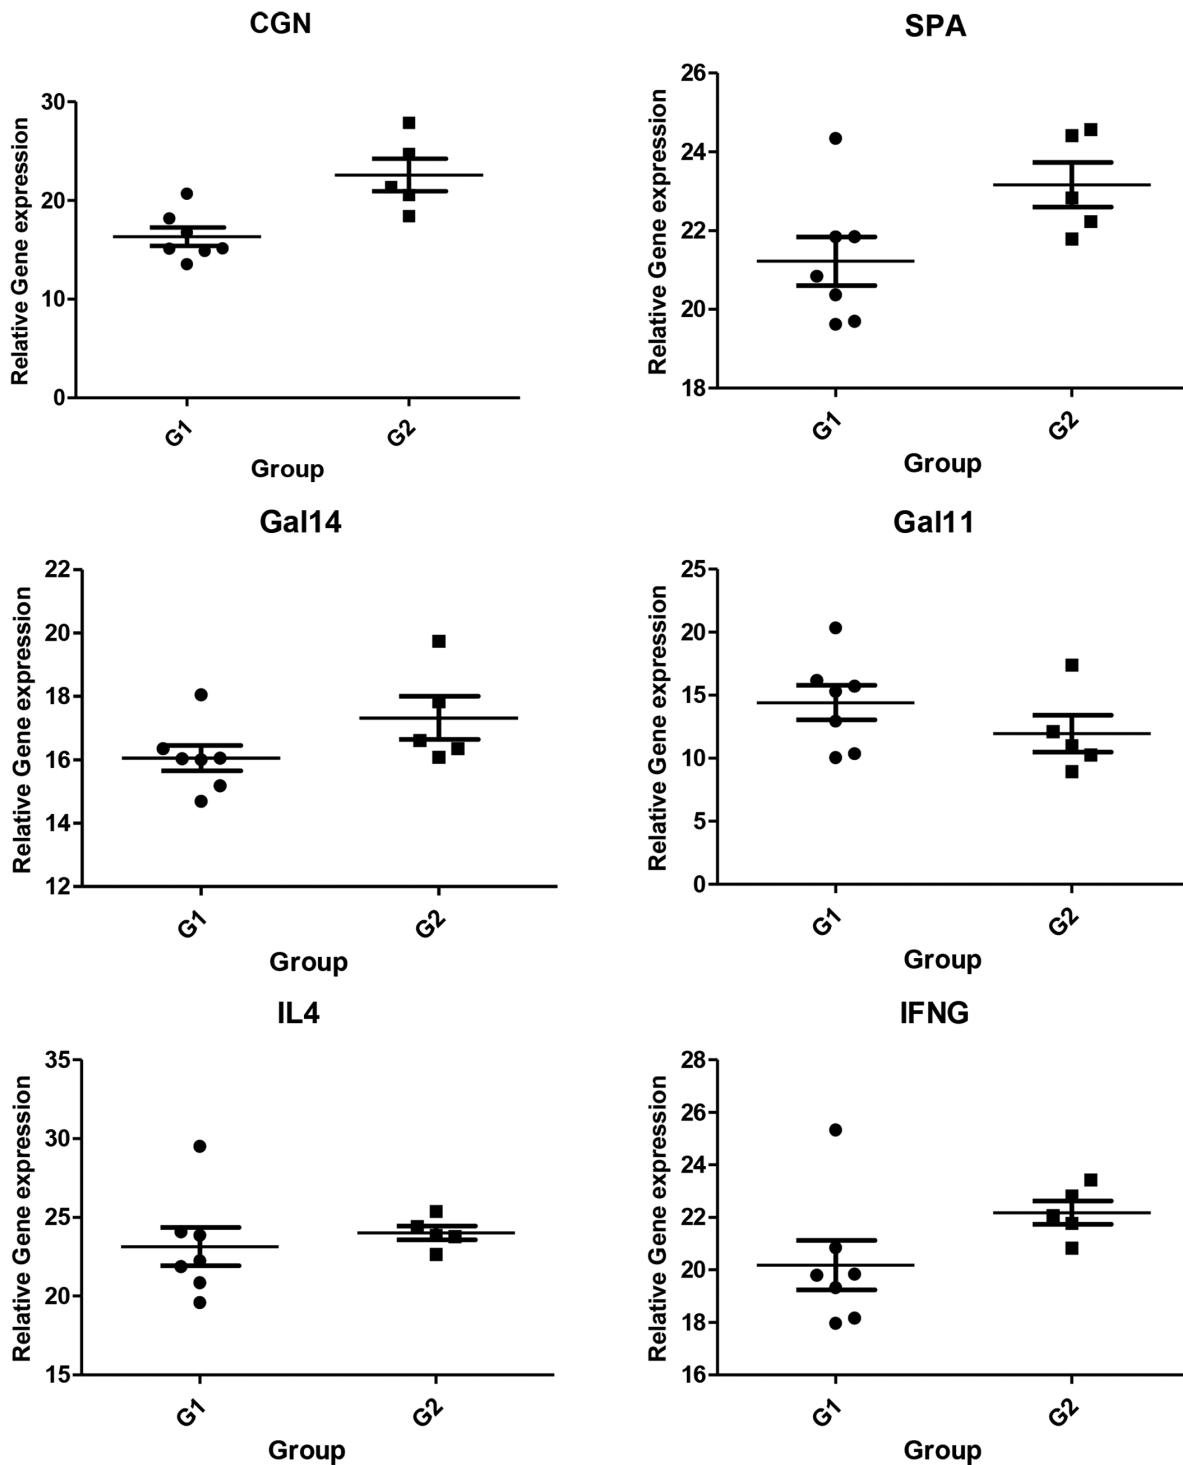 CGN
Relative Gene expression
30
20
10
0
G1
G2
Group
SPA
Relative Gene expression
26
24
22
20
18
G1
G2
Group
Gal14
Relative Gene expression
22
20
18
16
14
12
G1
G2
Group
Gal11
Relative Gene expression
25
20
15
10
5
0
G1
G2
Group
IL4
Relative Gene expression
35
30
25
20
15
G1
G2
Group
IFNG
Relative Gene expression
28
26
24
22
20
18
16
G1
G2
Group